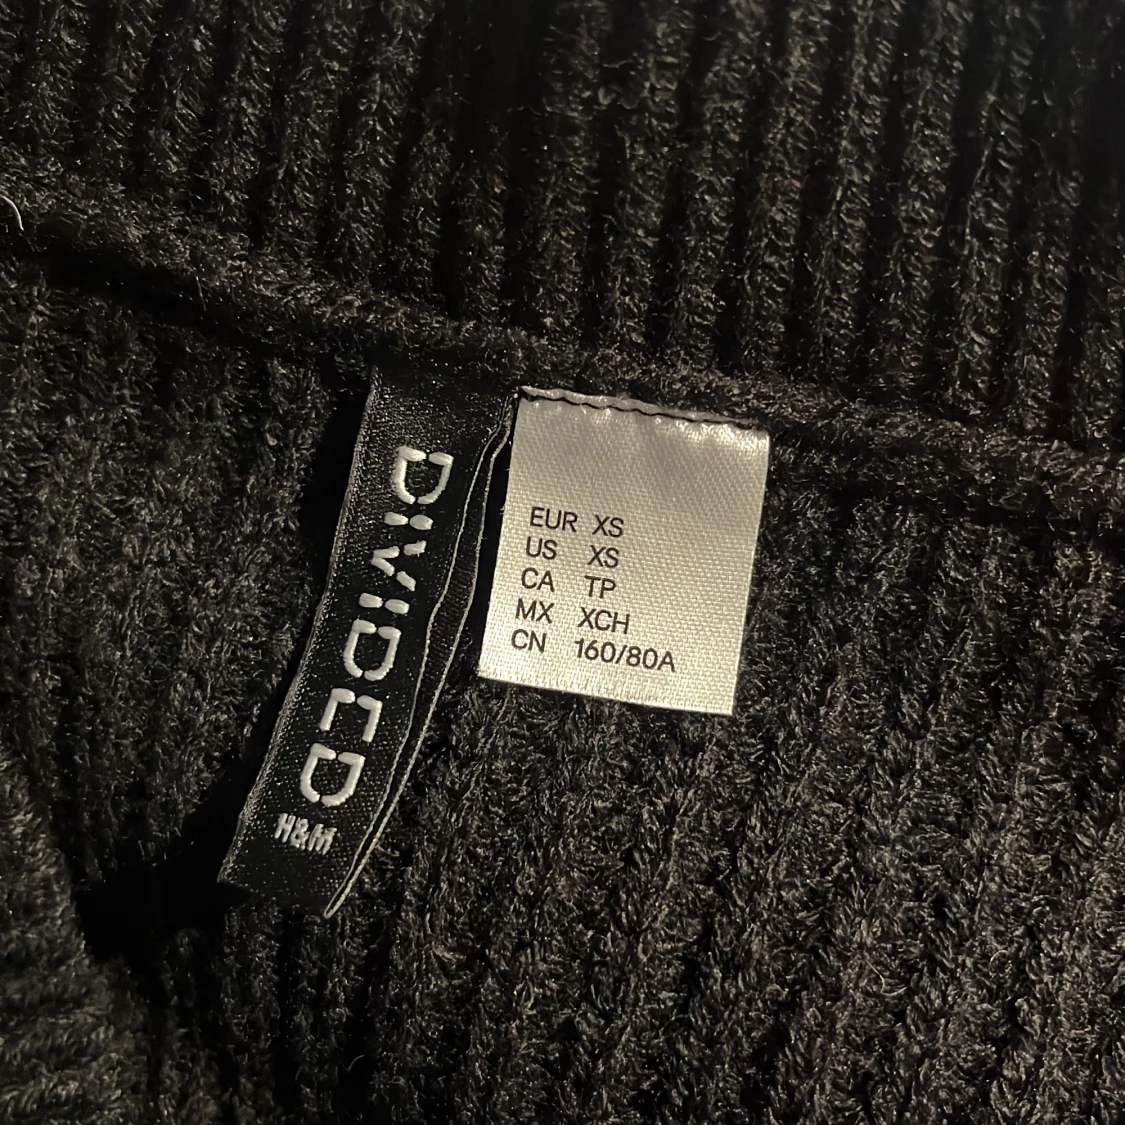 DIVIDED
H&M
EUR XS
US XS
CA TP
MX XCH
CN 160/80A